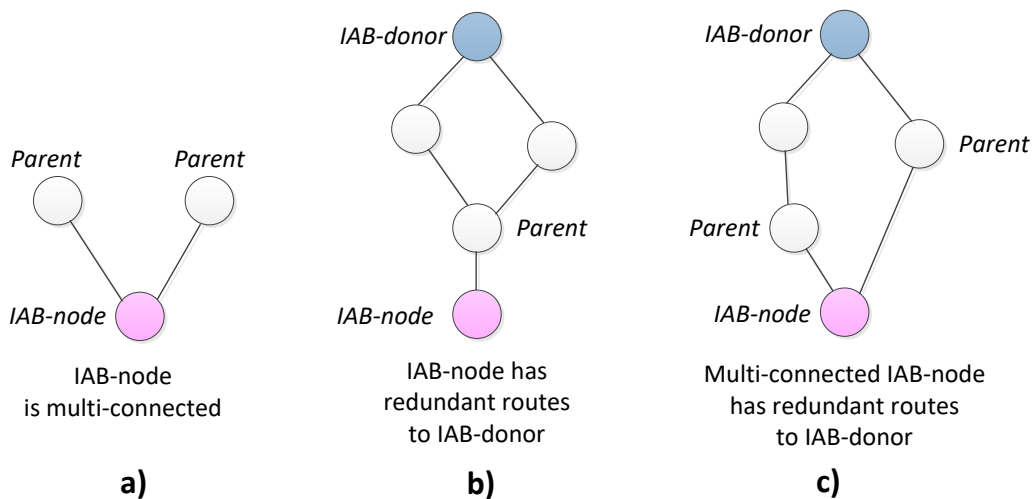 Parent
Parent
IAB-node
IAB-node
is multi-connected
a)
IAB-donor
Parent
IAB-node
IAB-node has
redundant routes
to IAB-donor
b)
IAB-donor
Parent
Parent
IAB-node
Multi-connected IAB-node
has redundant routes
to IAB-donor
c)